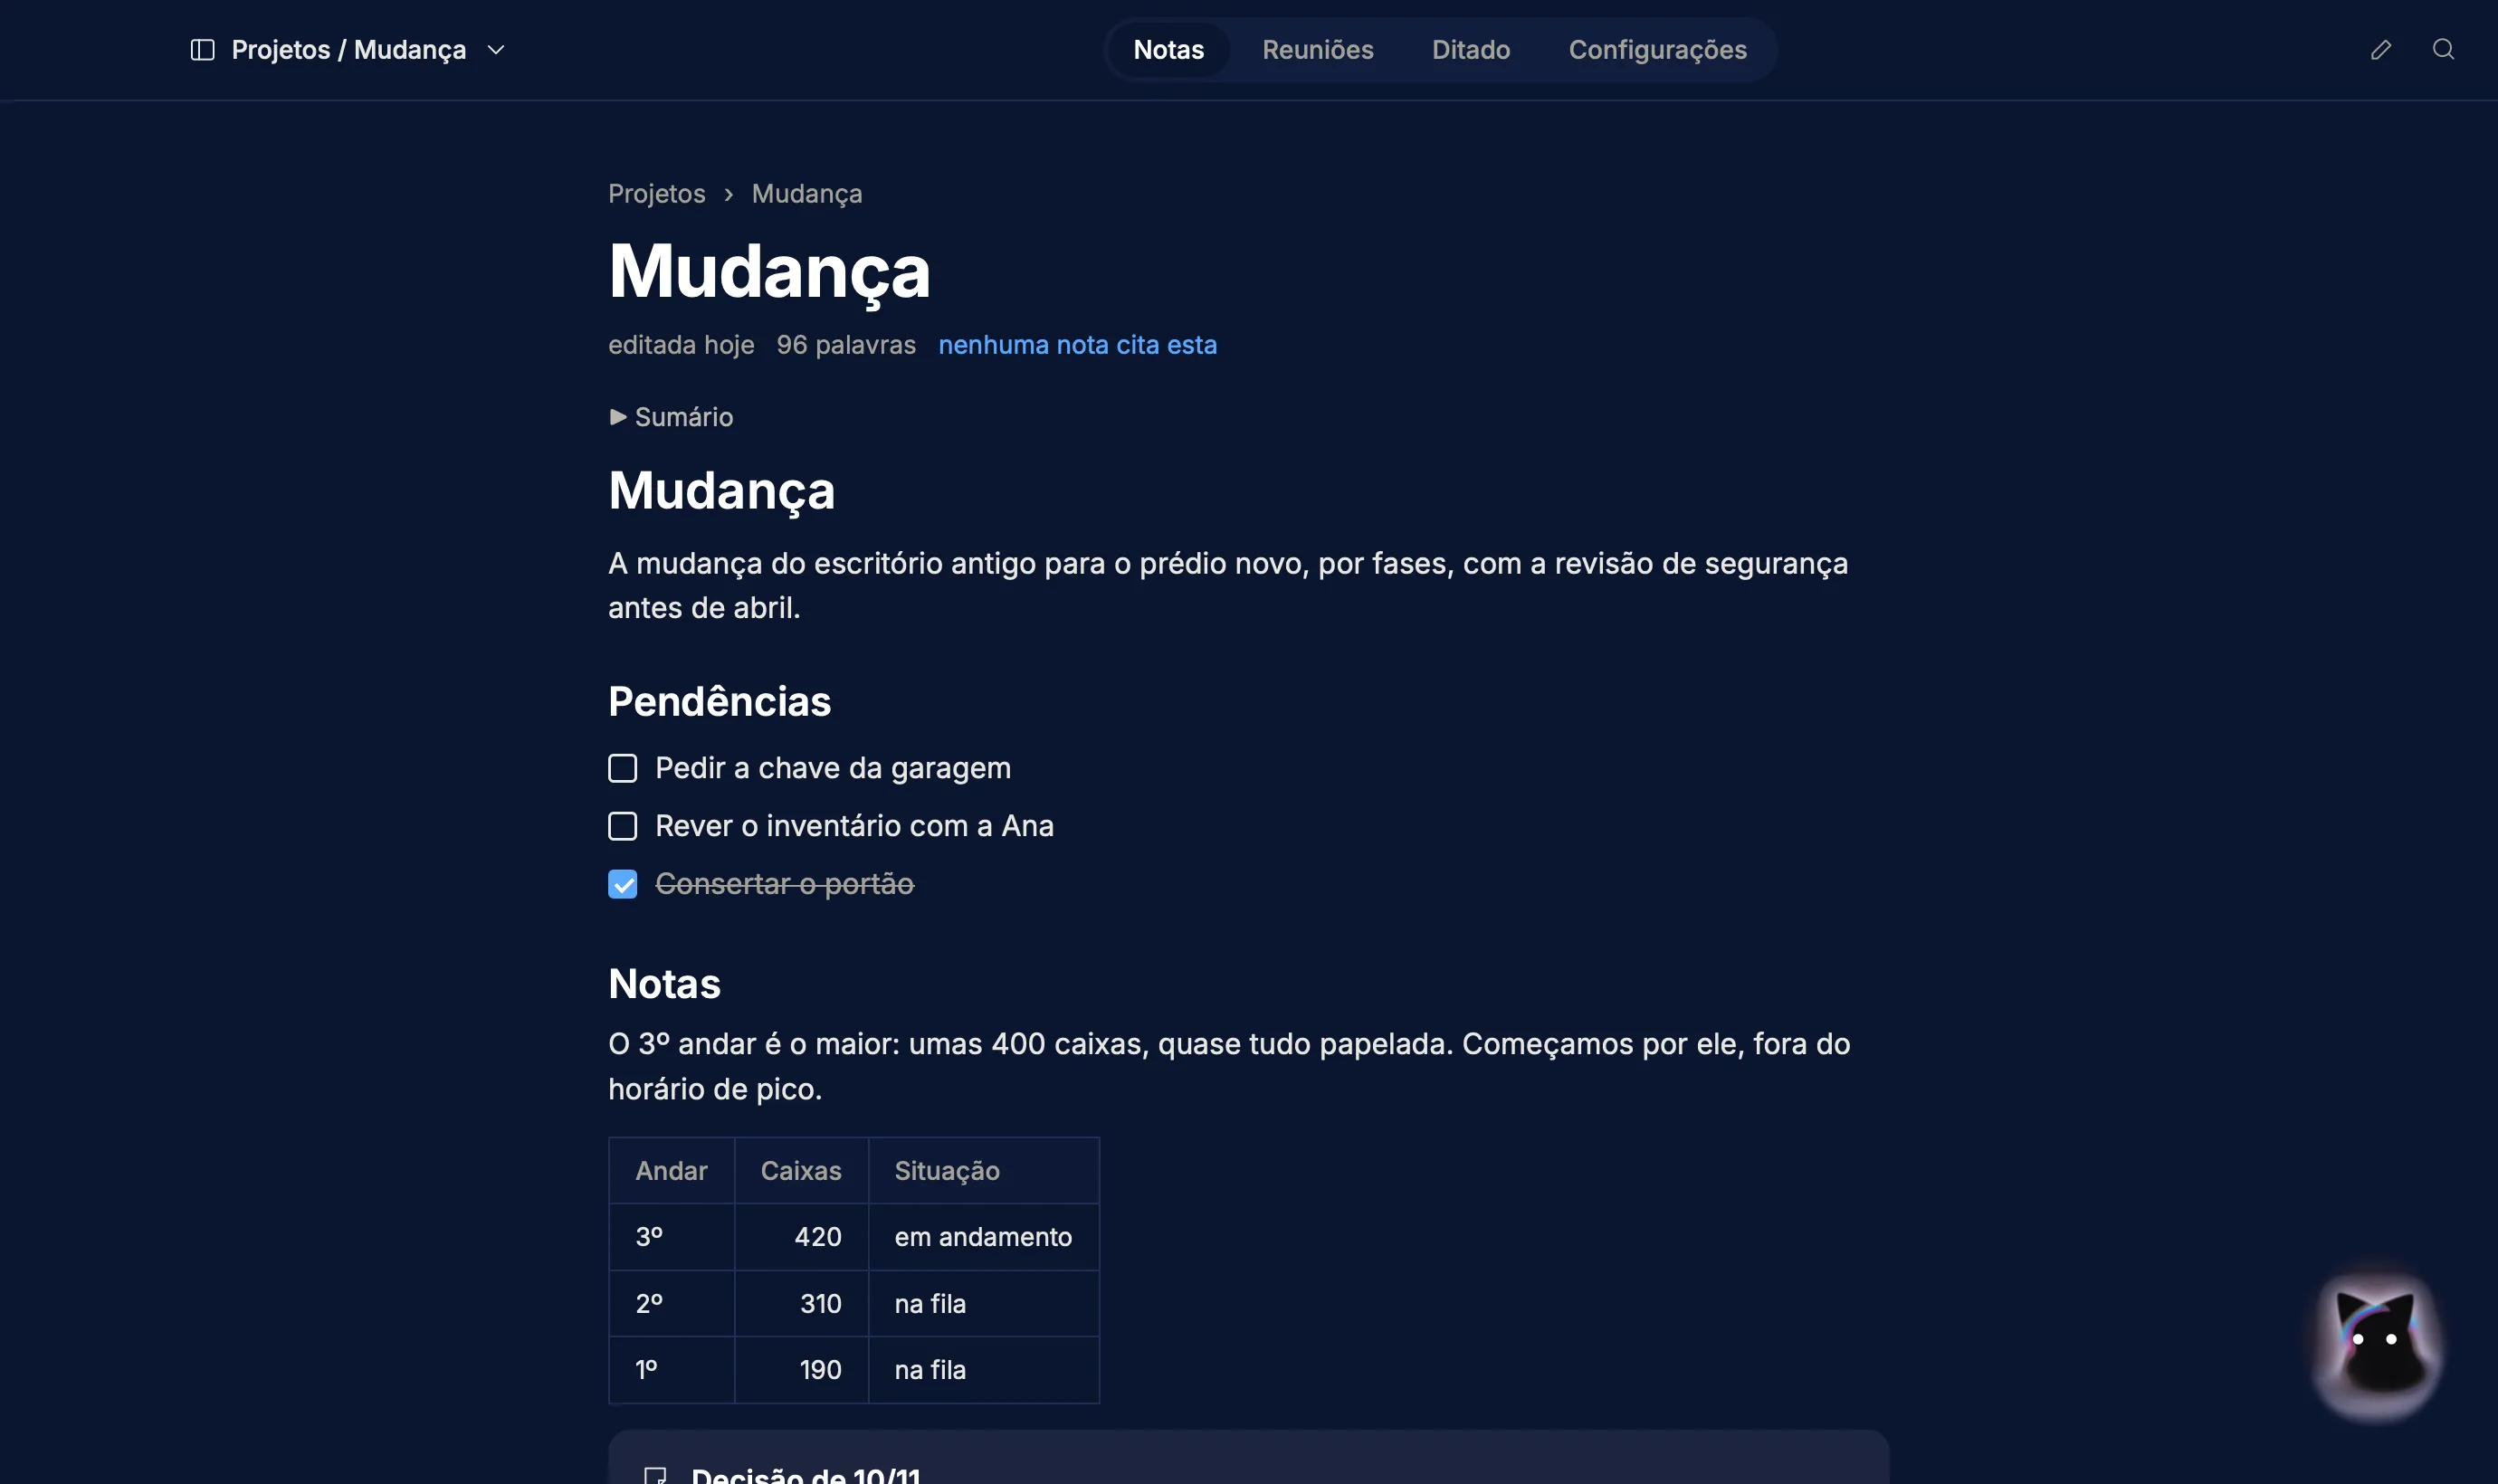 Projetos / Mudança
Notas
Reuniões
Ditado
Configurações
Projetos › Mudança
Mudança
editada hoje 96 palavras nenhuma nota cita esta
Sumário
Mudança
A mudança do escritório antigo para o prédio novo, por fases, com a revisão de segurança
antes de abril.
Pendências
Pedir a chave da garagem
Rever o inventário com a Ana
Consertar o portão
Notas
O 3º andar é o maior: umas 400 caixas, quase tudo papelada. Começamos por ele, fora do
horário de pico.
Andar Caixas Situação
3º 420 em andamento
2º 310 na fila
1º 190 na fila
Decisão de 10/11